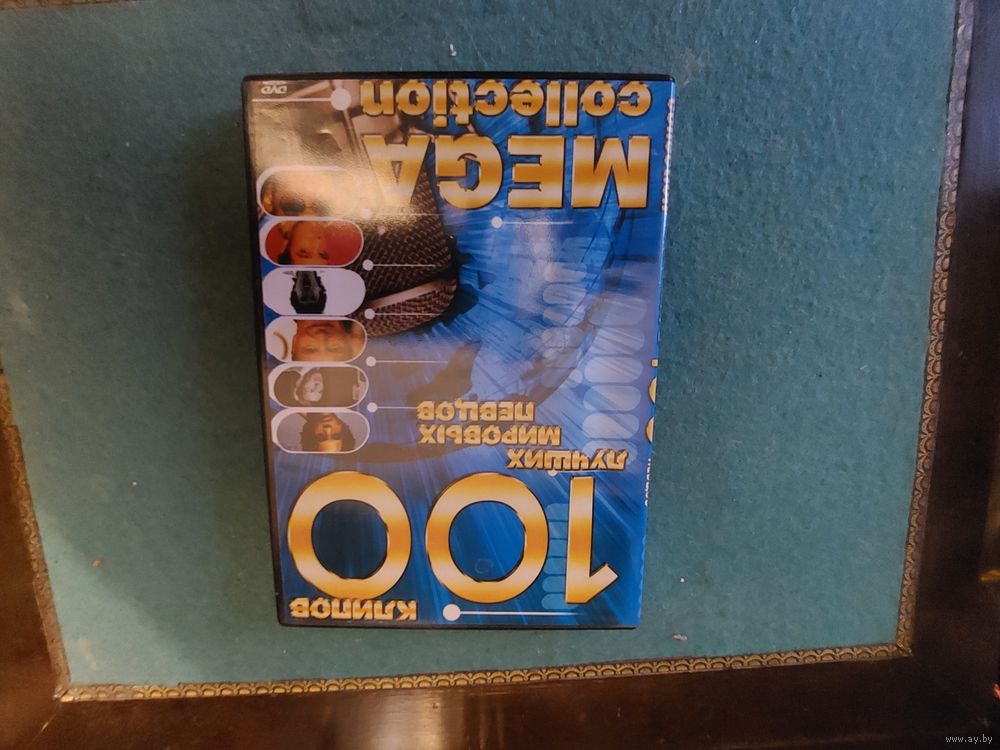 КЛИПОВ
100
ЛУЧШИХ
МИРОВЫХ
ПЕВЦОВ
MEGA
collection
DVD
www.ay.by